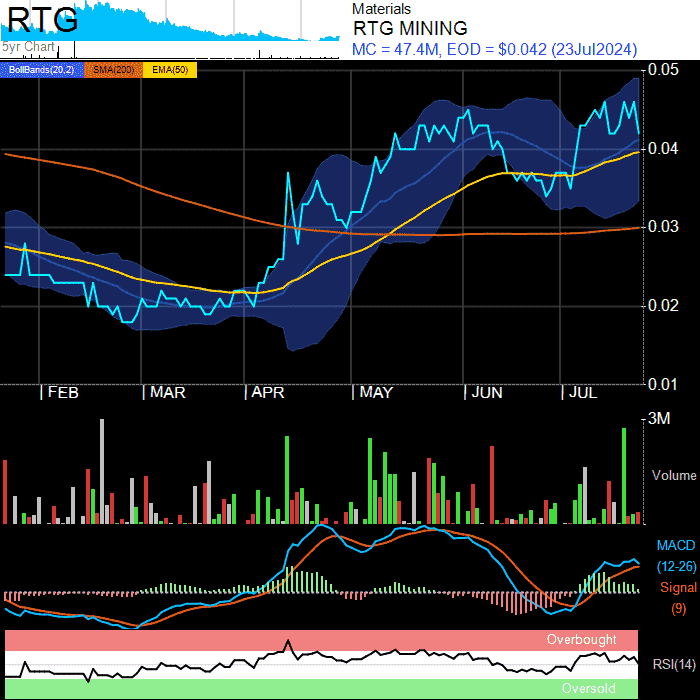 RTG
5yr Chart
Materials
RTG MINING
MC = 47.4M, EOD = $0.042 (23Jul2024)
BollBands(20,2) SMA(200) EMA(50)
0.05
0.04
0.03
0.02
0.01
FEB MAR APR MAY JUN JUL
3M
Volume
MACD
(12-26)
Signal
(9)
Overbought
RSI(14)
Oversold